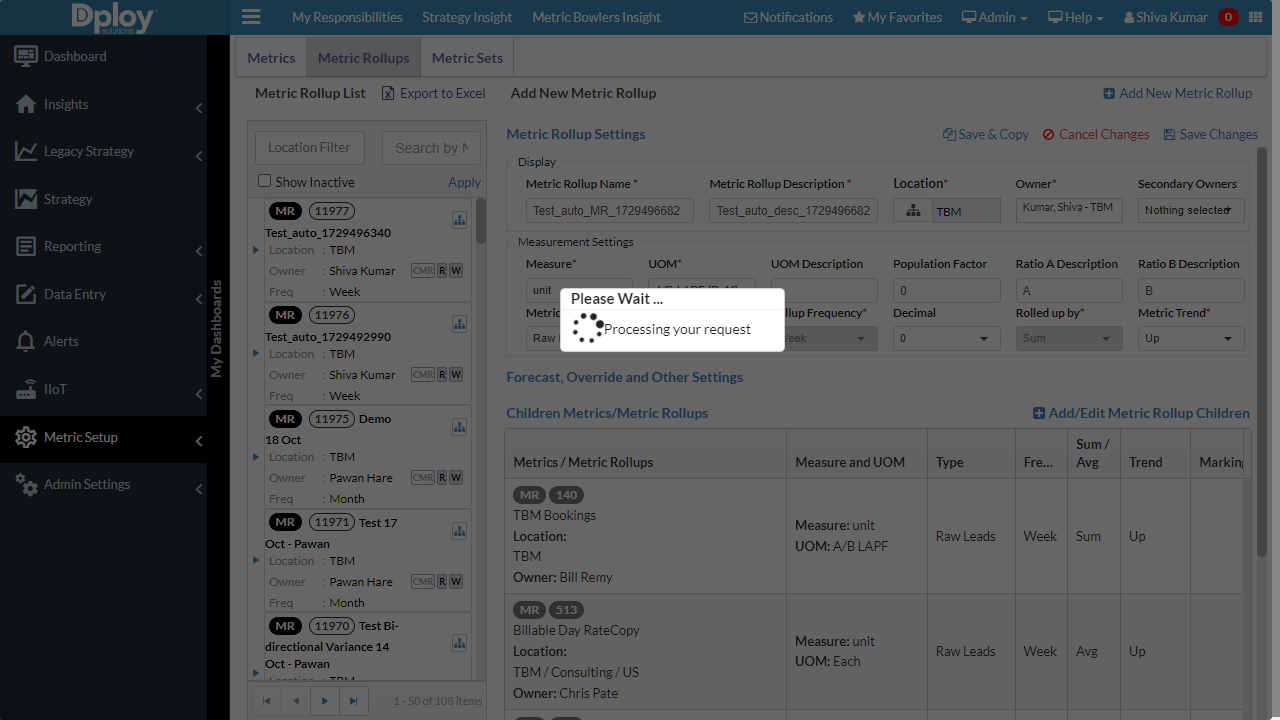 Dploy
solutions
My Responsibilities Strategy Insight Metric Bowlers Insight Notifications My Favorites Admin Help Shiva Kumar 0
Dashboard
Insights
Legacy Strategy
Strategy
Reporting
Data Entry
Alerts
IIoT
Metric Setup
Admin Settings
My Dashboards
Metrics Metric Rollups Metric Sets
Metric Rollup List Export to Excel Add New Metric Rollup Add New Metric Rollup
Location Filter Search by
Show Inactive Apply
MR 11977
Test_auto_1729496340
Location : TBM
Owner : Shiva Kumar CMR R W
Freq : Week
MR 11976
Test_auto_1729492990
Location : TBM
Owner : Shiva Kumar CMR R W
Freq : Week
MR 11975 Demo
18 Oct
Location : TBM
Owner : Pawan Hare CMR R W
Freq : Month
MR 11971 Test 17
Oct - Pawan
Location : TBM
Owner : Pawan Hare CMR R W
Freq : Month
MR 11970 Test Bi-
directional Variance 14
Oct - Pawan
1 - 50 of 108 items
Metric Rollup Settings Save & Copy Cancel Changes Save Changes
Display
Metric Rollup Name * Metric Rollup Description * Location* Owner* Secondary Owners
Test_auto_MR_1729496682 Test_auto_desc_1729496682 TBM Kumar, Shiva - TBM Nothing selected
Measurement Settings
Measure* UOM* UOM Description Population Factor Ratio A Description Ratio B Description
unit 0 A B
Metric Frequency* Decimal Rolled up by* Metric Trend*
Raw 0 Sum Up
Please Wait ...
Processing your request
Forecast, Override and Other Settings
Children Metrics/Metric Rollups Add/Edit Metric Rollup Children
Metrics / Metric Rollups Measure and UOM Type Fre... Sum / Avg Trend Marking
MR 140
TBM Bookings
Location:
TBM
Owner: Bill Remy
Measure: unit
UOM: A/B LAPF
Raw Leads Week Sum Up
MR 513
Billable Day RateCopy
Location:
TBM / Consulting / US
Owner: Chris Pate
Measure: unit
UOM: Each
Raw Leads Week Avg Up